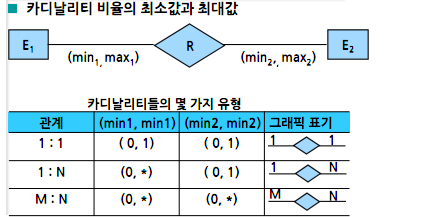 ■ 카디날리티 비율의 최소값과 최대값
E₁ (min₁, max₁) R (min₂,, max₂) E₂
카디날리티들의 몇 가지 유형
관계 (min1, min1) (min2, min2) 그래픽 표기
1 : 1 ( 0, 1) ( 0, 1) 1 1
1 : N (0, *) ( 0, 1) 1 N
M : N (0, *) (0, *) M N